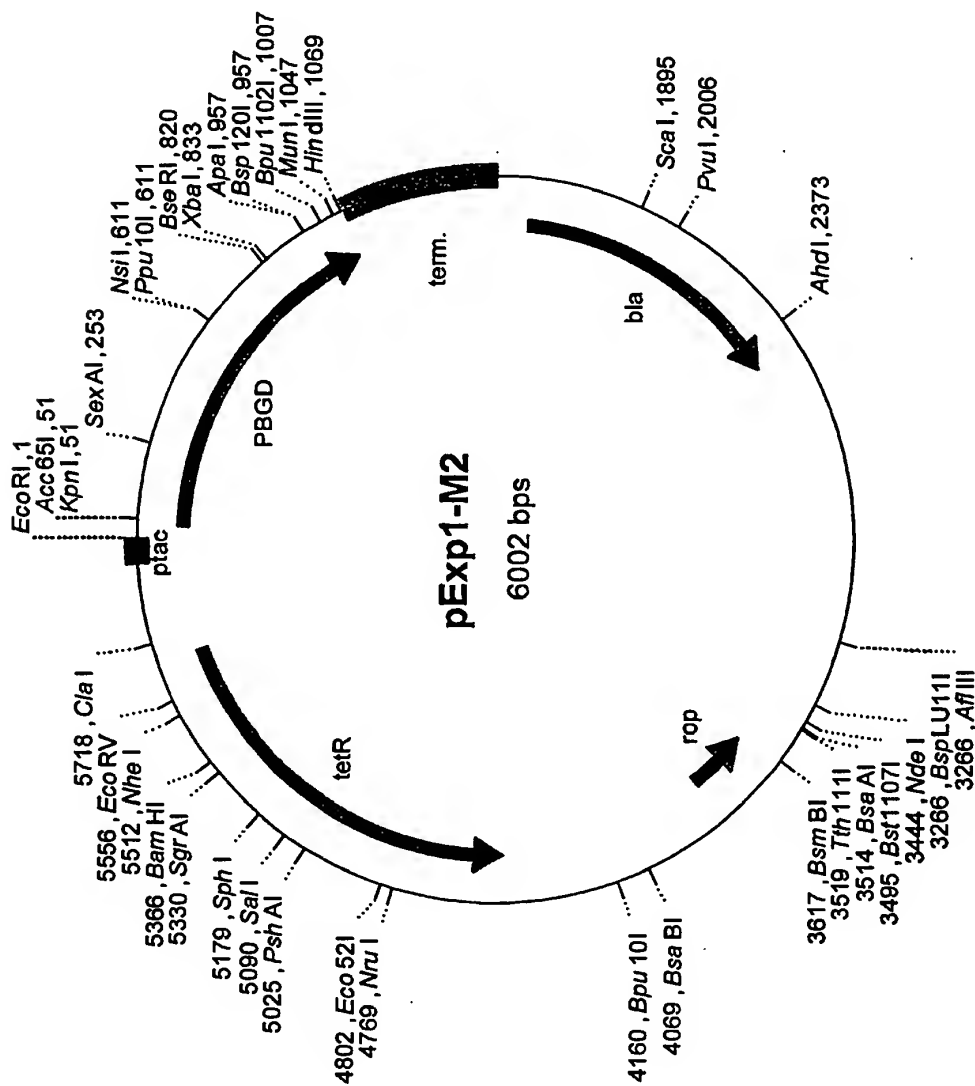 EcoRI, 1
Acc65I, 51
KpnI, 51
SexAI, 253
NsiI, 611
Ppu10I, 611
BseRI, 820
XbaI, 833
ApaI, 957
Bsp120I, 957
Bpu1102I, 1007
MunI, 1047
HindIII, 1069
ScaI, 1895
PvuI, 2006
AhdI, 2373
ptac
PBGD
term.
bla
pExp1-M2
6002 bps
tetR
rop
5718, ClaI
5556, EcoRV
5512, NheI
5366, BamHI
5330, SgrAI
5179, SphI
5090, SalI
5025, PshAI
4802, Eco52I
4769, NruI
4160, Bpu10I
4069, BsaBI
3617, BsmBI
3519, Tth111I
3514, BsaAI
3495, Bst1107I
3444, NdeI
3266, BspLU11I
3266, AflIII